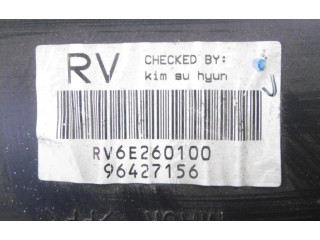 RV CHECKED BY:
kim su hyun
RV6E260100
96427156